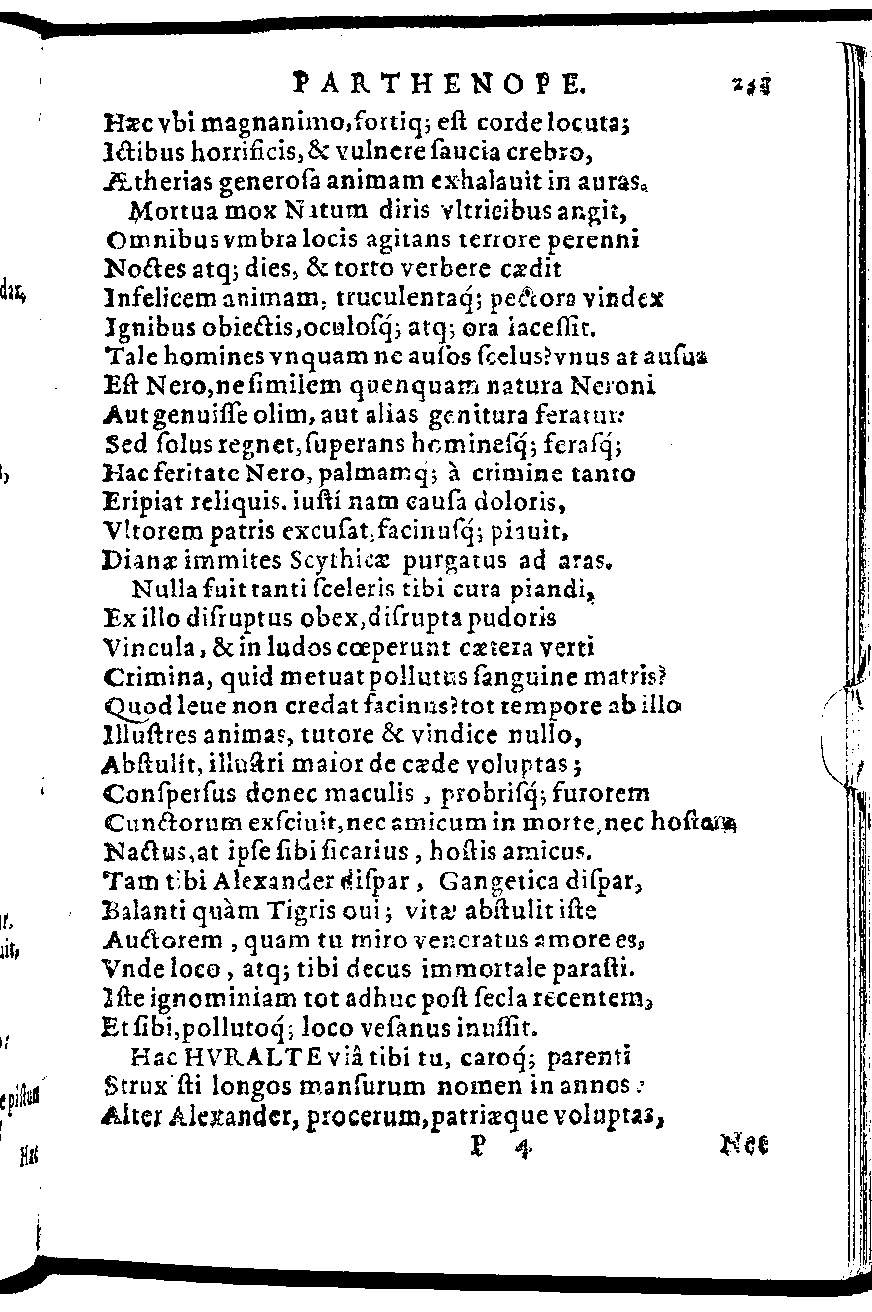 PARTHENOPE.
Hæc vbi magnanimo, fortiq; eſt corde locuta;
Ictibus horrificis, & vulnere ſaucia crebro,
Ætherias generoſa animam exhalauit in auras.
Mortua mox Natum diris vltricibus angit,
Omnibus vmbra locis agitans terrore perenni
Noctes atq; dies, & torto verbere cædit
Infelicem animam, truculentaq́; pectora vindex
Ignibus obiectis, oculoſq́; atq; ora laceſſit.
Tale homines vnquam ne auſos ſcelus? vnus at auſus
Eſt Nero, ne ſimilem quenquam natura Neroni
Aut genuiſſe olim, aut alias genitura feratur:
Sed ſolus regnet, ſuperans homineſq́; feraſq́;
Hac feritate Nero, palmamq; à crimine tanto
Eripiat reliquis. iuſti nam cauſa doloris,
Vltorem patris excuſat, facinuſq́; piauit,
Dianæ immites Scythicæ purgatus ad aras.
Nulla fuit tanti ſceleris tibi cura piandi,
Ex illo diſruptus obex, diſrupta pudoris
Vincula, & in ludos cœperunt cætera verti
Crimina, quid metuat pollutus ſanguine matris?
Quod leue non credat facinus? tot tempore ab illo
Illuſtres animas, tutore & vindice nullo,
Abſtulit, illuſtri maior de cæde voluptas;
Conſperſus donec maculis, probriſq́; furorem
Cunctorum exſciuit, nec amicum in morte, nec hoſtem
Nactus, at ipſe ſibi ſicarius, hoſtis amicus.
Tam tibi Alexander diſpar, Gangetica diſpar,
Balanti quàm Tigris oui; vitæ abſtulit iſte
Auctorem, quam tu miro veneratus amore es,
Vnde loco, atq; tibi decus immortale paraſti.
Iſte ignominiam tot adhuc poſt ſecla recentem,
Et ſibi, pollutoq́; loco veſanus inuſſit.
Hac HVRALTE viâ tibi tu, caroq́; parenti
Struxiſti longos manſurum nomen in annos:
Alter Alexander, procerum, patriæque voluptas,
P 4 Nec